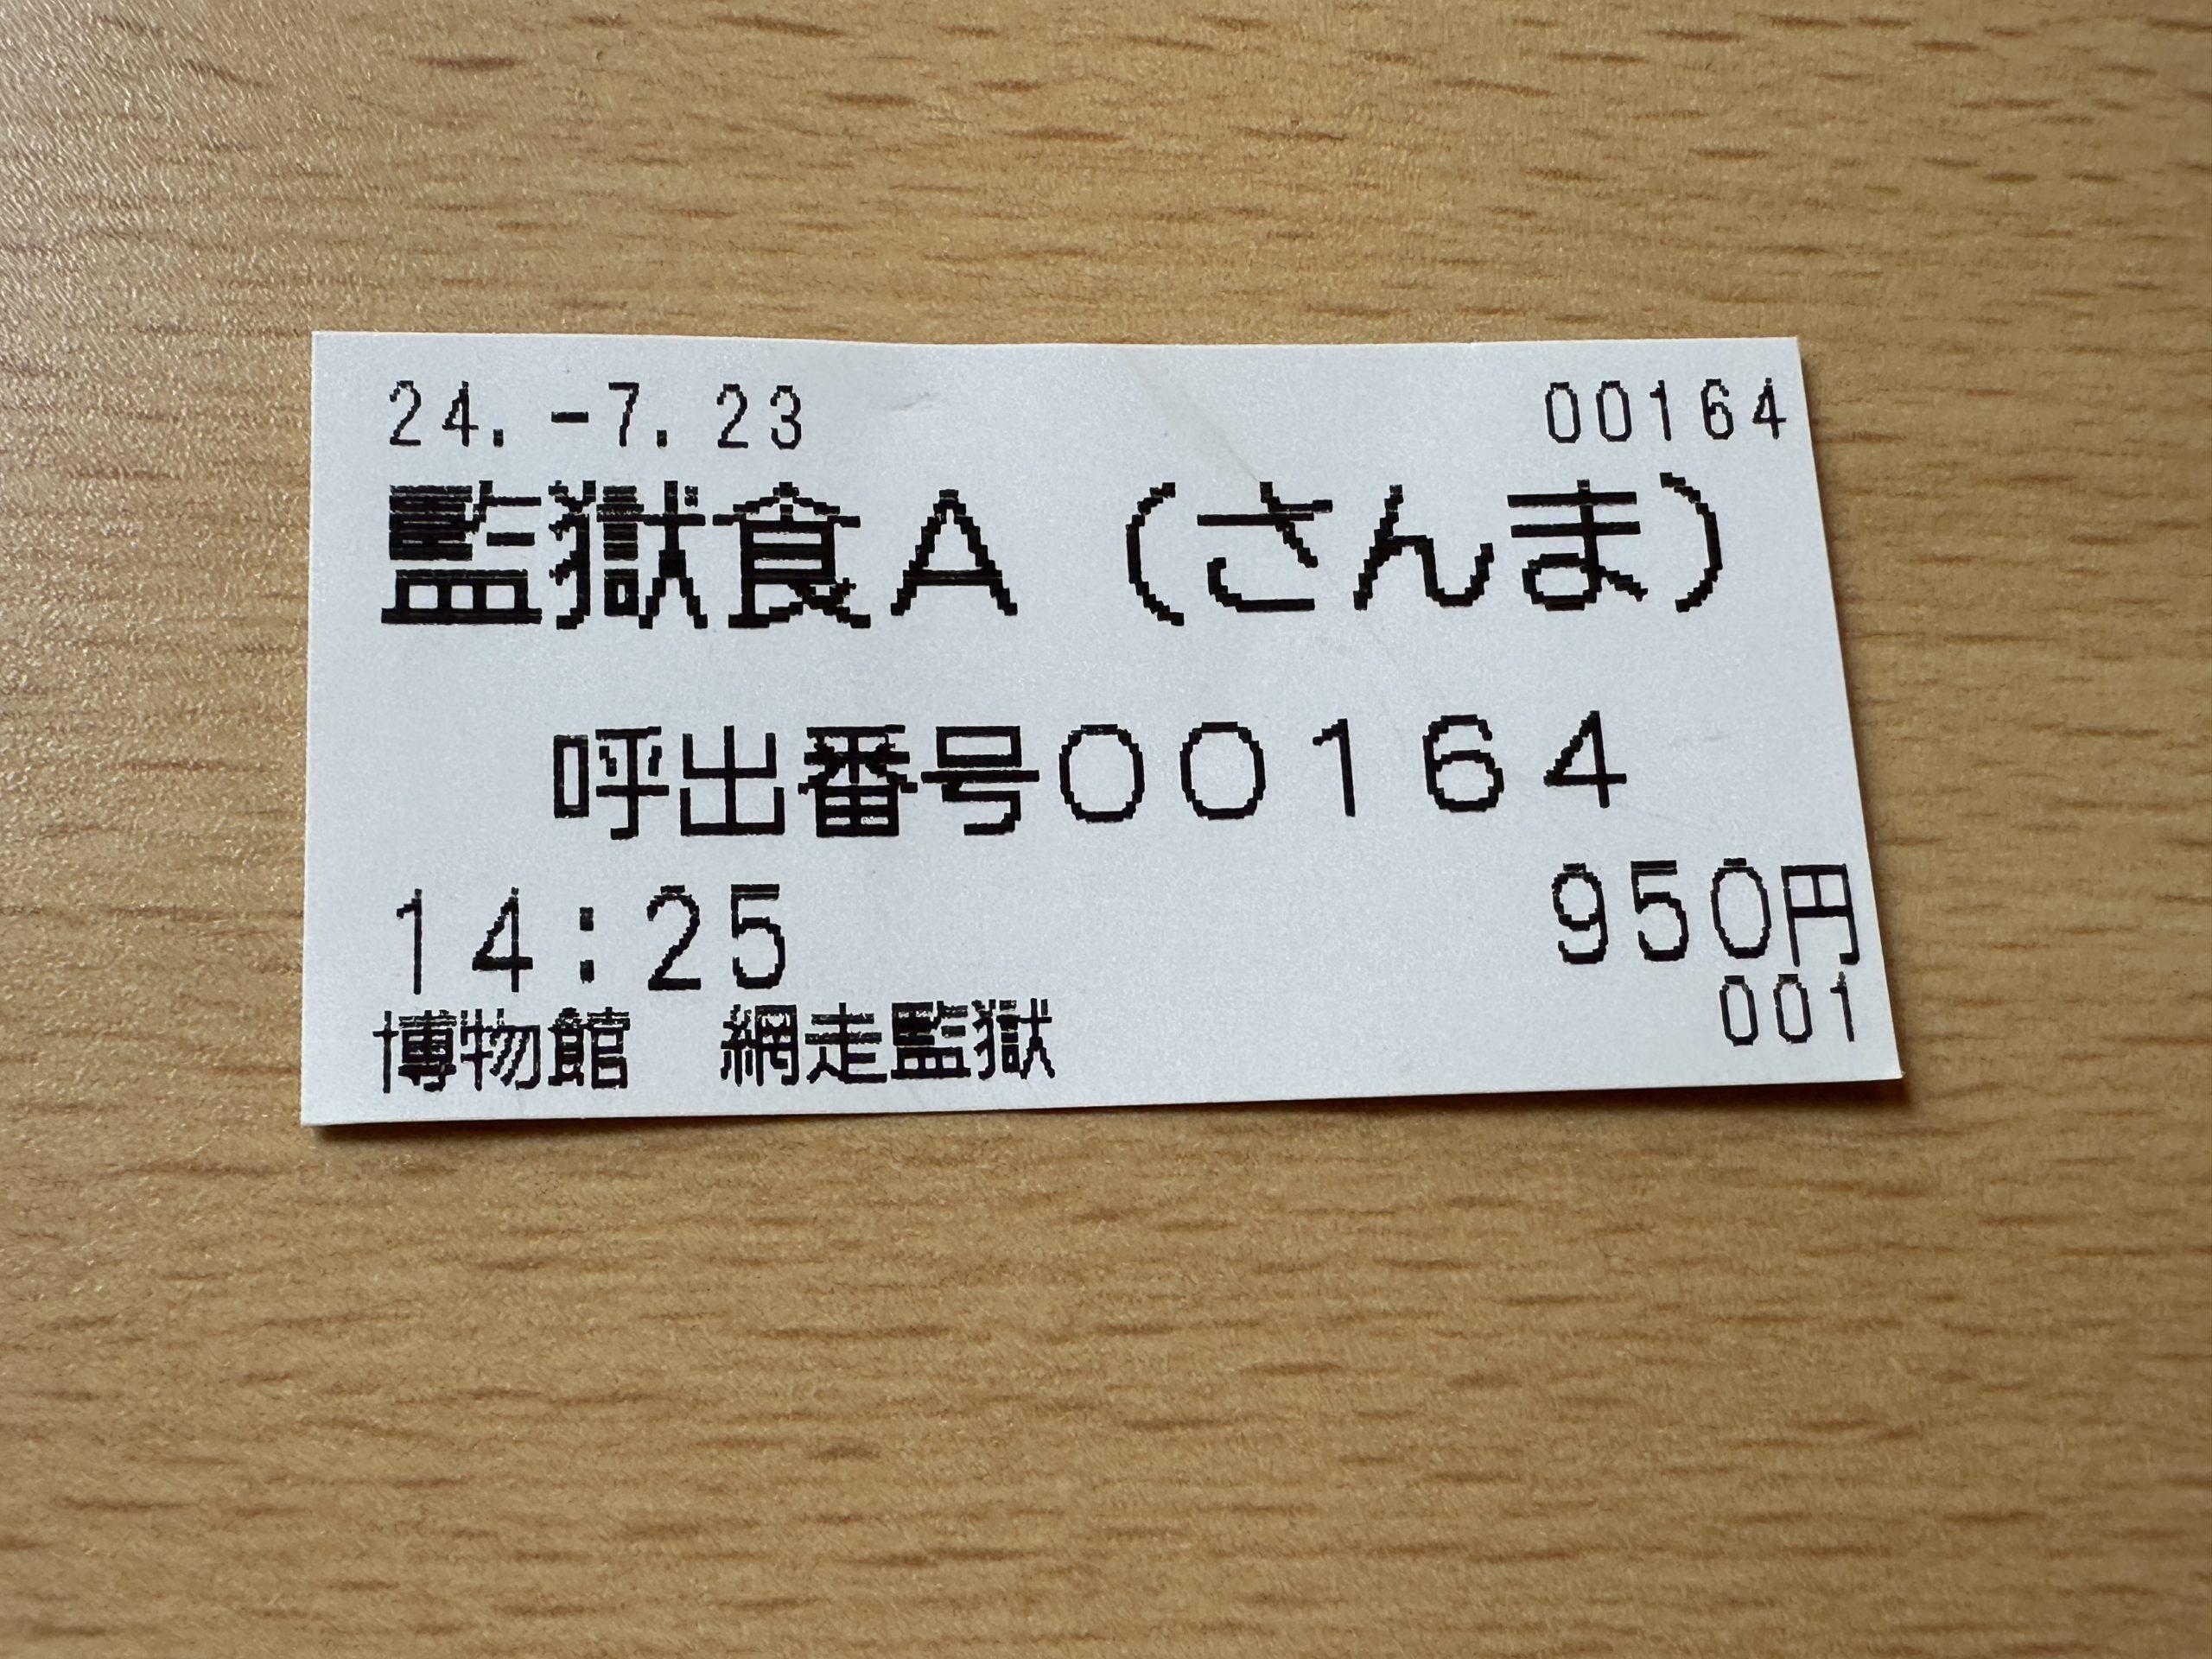 24.-7.23 00164
監獄食A（さんま）
呼出番号00164
14:25 950円
001
博物館 網走監獄